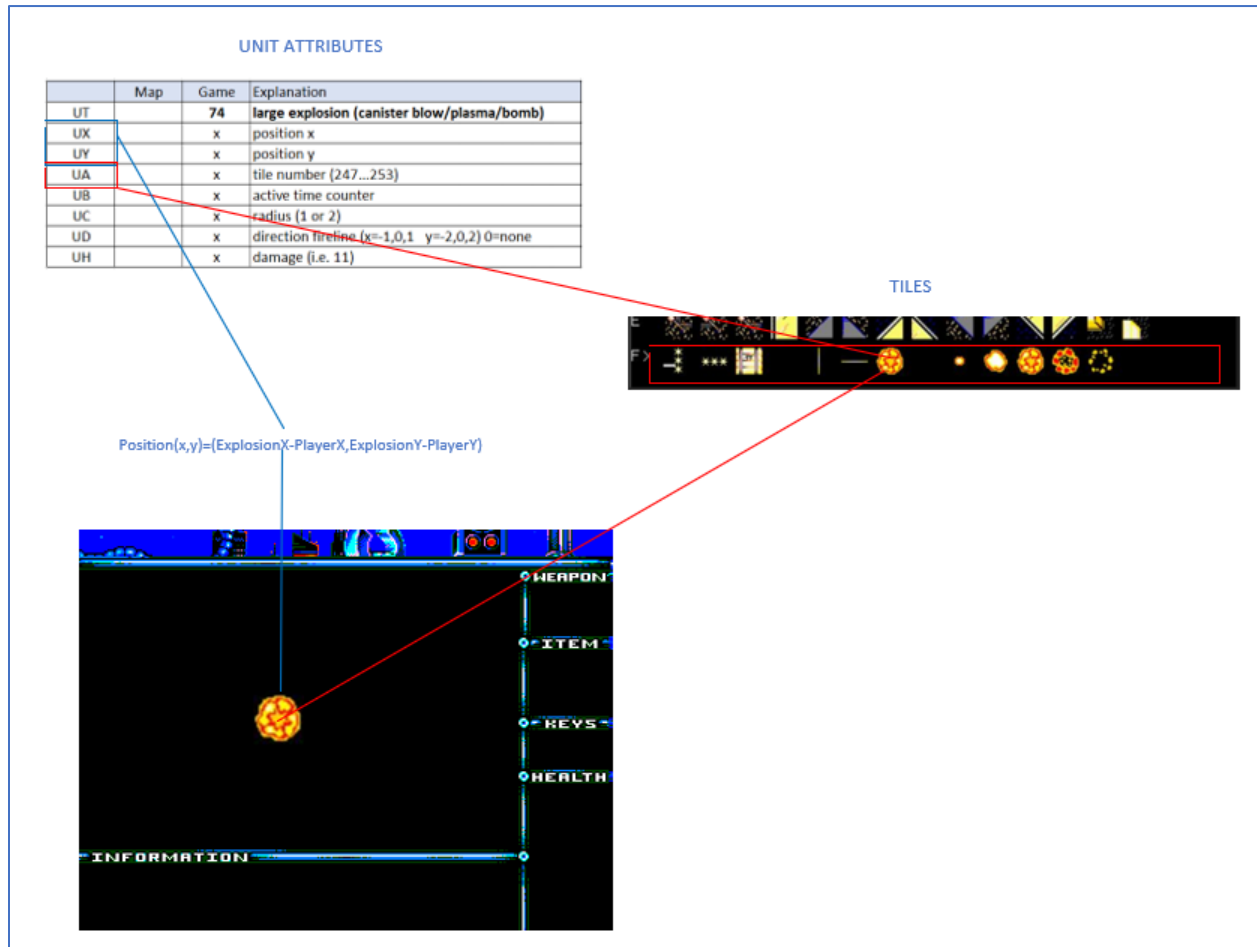 UNIT ATTRIBUTES
Map Game Explanation
UT 74 large explosion (canister blow/plasma/bomb)
UX x position x
UY x position y
UA x tile number (247...253)
UB x active time counter
UC x radius (1 or 2)
UD x direction fireline (x=-1,0,1 y=-2,0,2) 0=none
UH x damage (i.e. 11)
TILES
E
Fx
Position(x,y)=(ExplosionX-PlayerX,ExplosionY-PlayerY)
WEAPON
ITEM
KEYS
HEALTH
INFORMATION